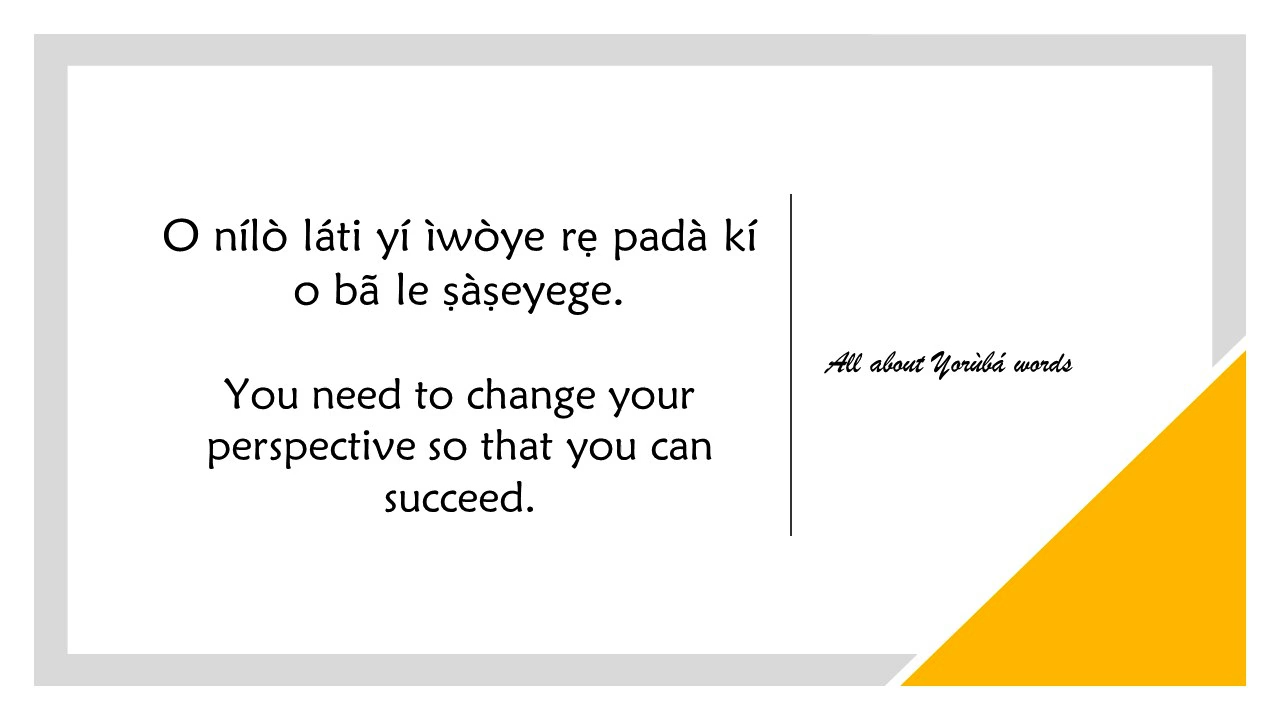 O nílò láti yí ìwòye rẹ padà kí
o bã le ṣàṣeyege.
You need to change your
perspective so that you can
succeed.
All about Yorùbá words